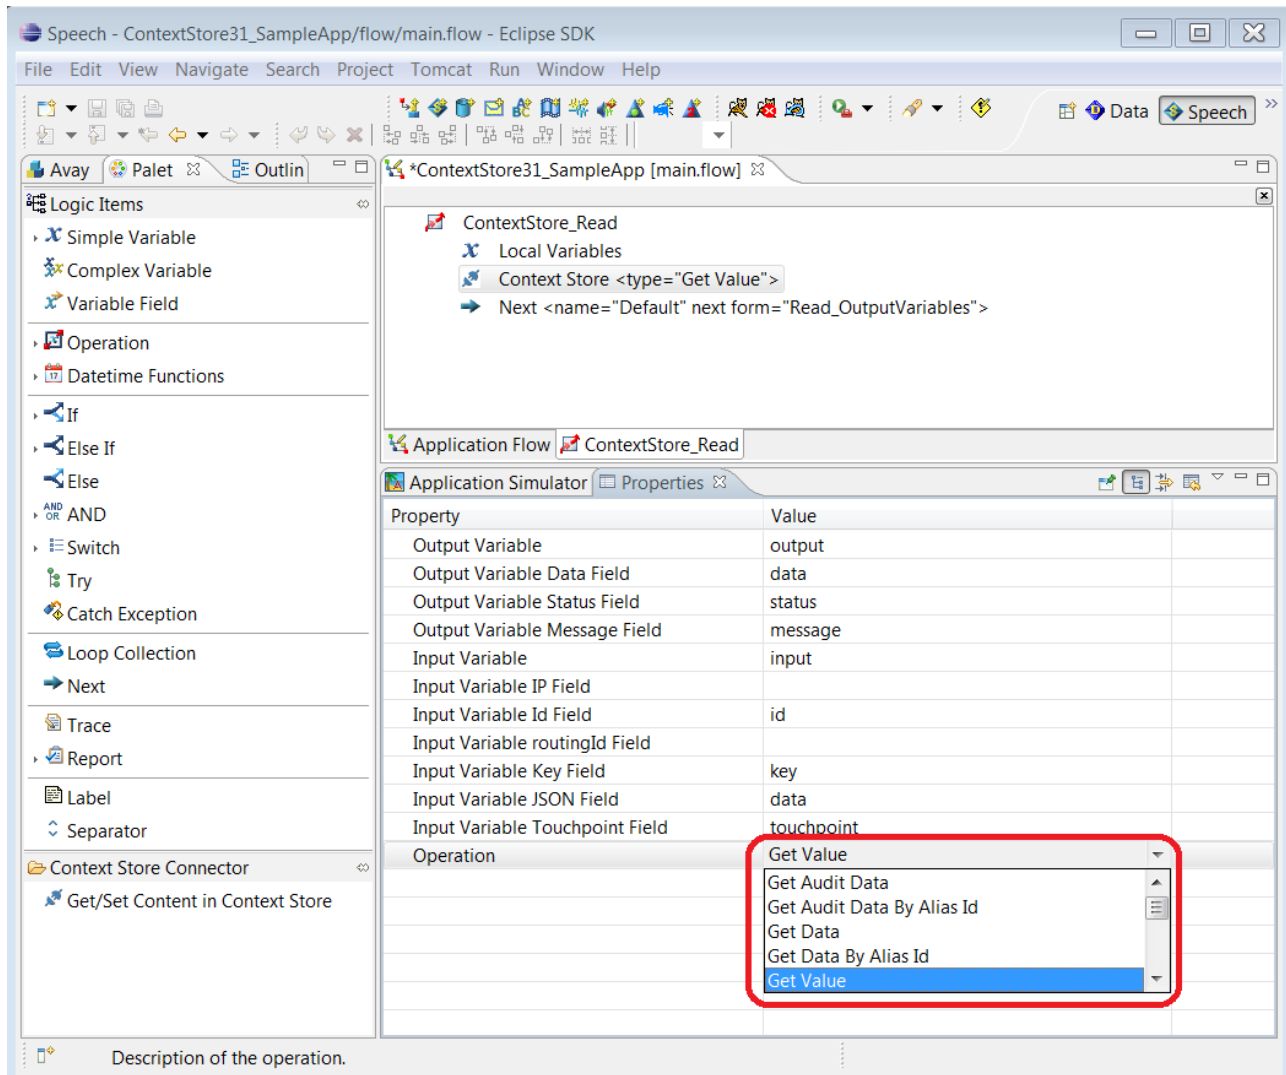 Speech - ContextStore31_SampleApp/flow/main.flow - Eclipse SDK
File Edit View Navigate Search Project Tomcat Run Window Help
Data Speech
Avay Palet Outlin
*ContextStore31_SampleApp [main.flow]
Logic Items
Simple Variable
Complex Variable
Variable Field
Operation
Datetime Functions
If
Else If
Else
AND
Switch
Try
Catch Exception
Loop Collection
Next
Trace
Report
Label
Separator
Context Store Connector
Get/Set Content in Context Store
ContextStore_Read
Local Variables
Context Store <type="Get Value">
Next <name="Default" next form="Read_OutputVariables">
Application Flow ContextStore_Read
Application Simulator Properties
Property Value
Output Variable output
Output Variable Data Field data
Output Variable Status Field status
Output Variable Message Field message
Input Variable input
Input Variable IP Field
Input Variable Id Field id
Input Variable routingId Field
Input Variable Key Field key
Input Variable JSON Field data
Input Variable Touchpoint Field touchpoint
Operation Get Value
Get Audit Data
Get Audit Data By Alias Id
Get Data
Get Data By Alias Id
Get Value
Description of the operation.